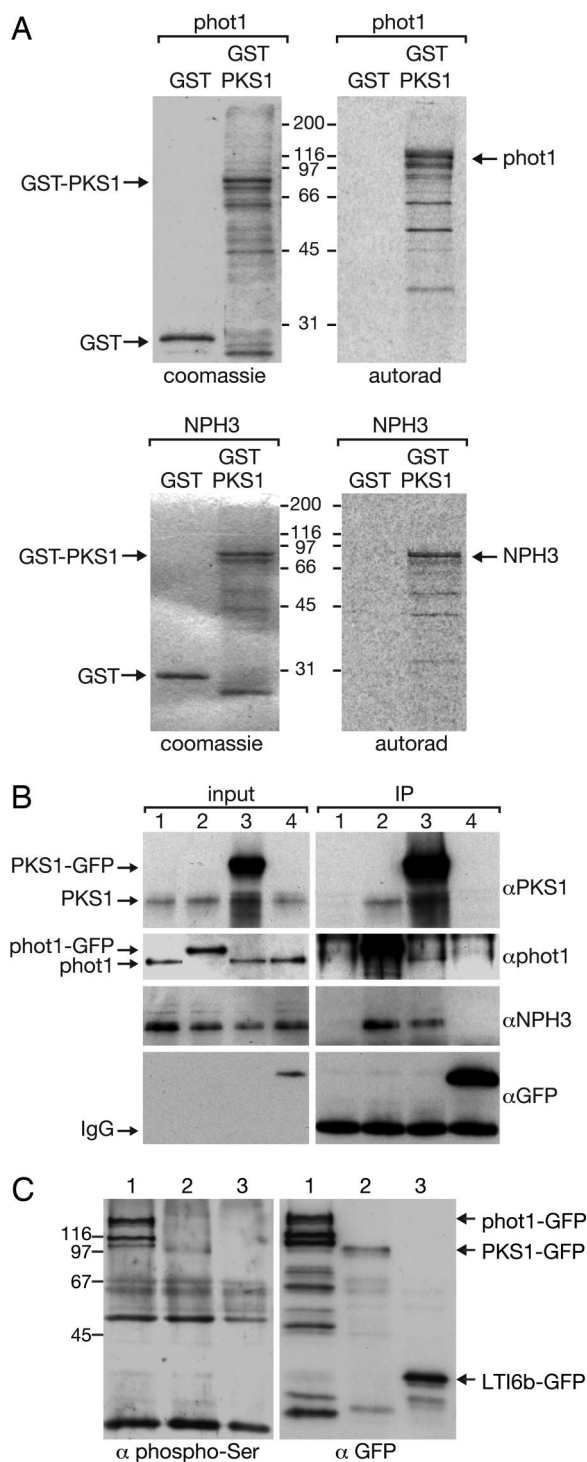 A
phot1
phot1
GST
GST
GST PKS1
GST PKS1
200
116
97
66
45
31
GST-PKS1
phot1
GST
coomassie
autorad
NPH3
NPH3
GST
GST
GST PKS1
GST PKS1
200
116
97
66
45
31
GST-PKS1
NPH3
GST
coomassie
autorad
B
input
IP
1 2 3 4
1 2 3 4
PKS1-GFP
PKS1
αPKS1
phot1-GFP
phot1
αphot1
αNPH3
αGFP
IgG
C
1 2 3
1 2 3
116
97
67
45
phot1-GFP
PKS1-GFP
LTI6b-GFP
α phospho-Ser
α GFP